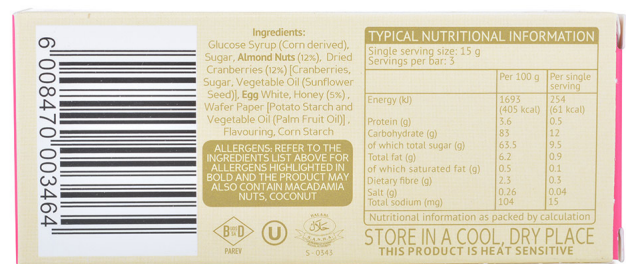 6 008470 003464
Ingredients:
Glucose Syrup (Corn derived),
Sugar, Almond Nuts (12%), Dried
Cranberries (12%) [Cranberries,
Sugar, Vegetable Oil (Sunflower
Seed)], Egg White, Honey (5%),
Wafer Paper [Potato Starch and
Vegetable Oil (Palm Fruit Oil)],
Flavouring, Corn Starch
ALLERGENS: REFER TO THE
INGREDIENTS LIST ABOVE FOR
ALLERGENS HIGHLIGHTED IN
BOLD AND THE PRODUCT MAY
ALSO CONTAIN MACADAMIA
NUTS, COCONUT
PAREV
U
S-0343
TYPICAL NUTRITIONAL INFORMATION
Single serving size: 15 g
Servings per bar: 3
Per 100 g Per single
serving
Energy (kJ) 1693 254
(405 kcal) (61 kcal)
Protein (g) 3.6 0.5
Carbohydrate (g) 83 12
of which total sugar (g) 63.5 9.5
Total fat (g) 6.2 0.9
of which saturated fat (g) 0.5 0.1
Dietary fibre (g) 2.3 0.3
Salt (g) 0.26 0.04
Total sodium (mg) 104 15
Nutritional information as packed by calculation
STORE IN A COOL, DRY PLACE
THIS PRODUCT IS HEAT SENSITIVE